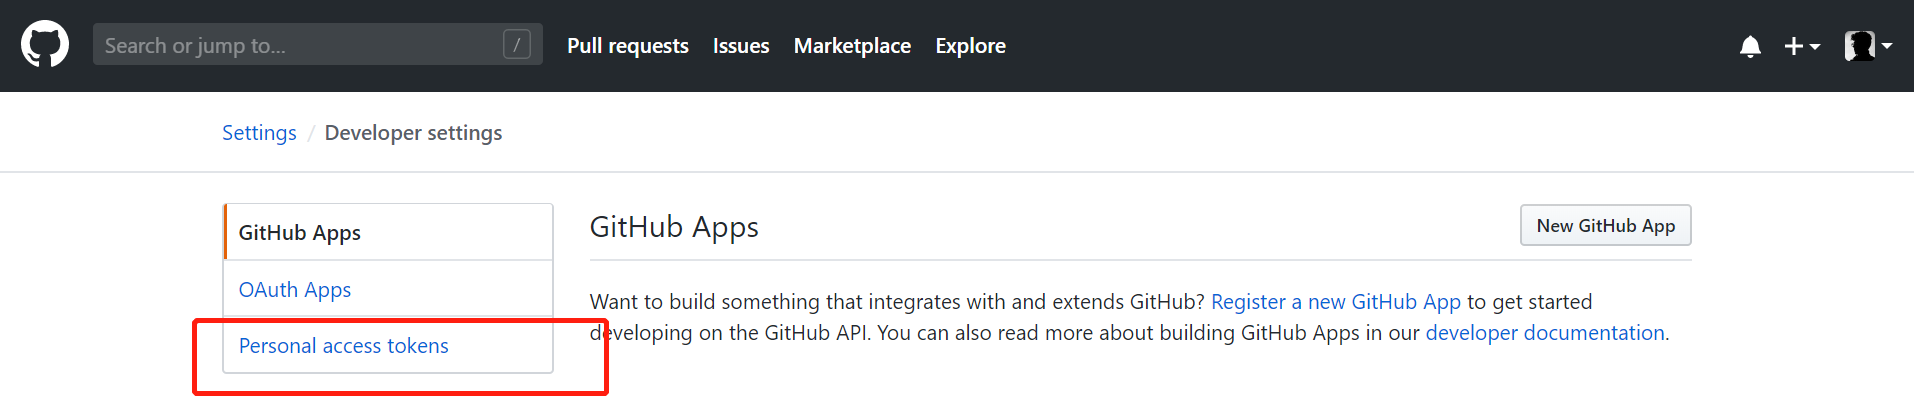 Search or jump to... / Pull requests Issues Marketplace Explore
Settings / Developer settings
GitHub Apps
OAuth Apps
Personal access tokens
GitHub Apps
New GitHub App
Want to build something that integrates with and extends GitHub? Register a new GitHub App to get started
developing on the GitHub API. You can also read more about building GitHub Apps in our developer documentation.